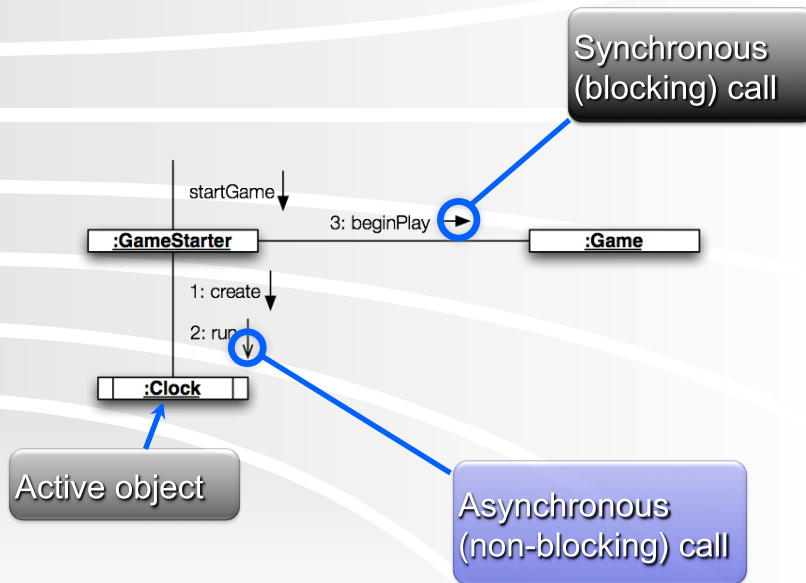 Synchronous
(blocking) call
startGame
3: beginPlay
:GameStarter
:Game
1: create
2: run
:Clock
Active object
Asynchronous
(non-blocking) call